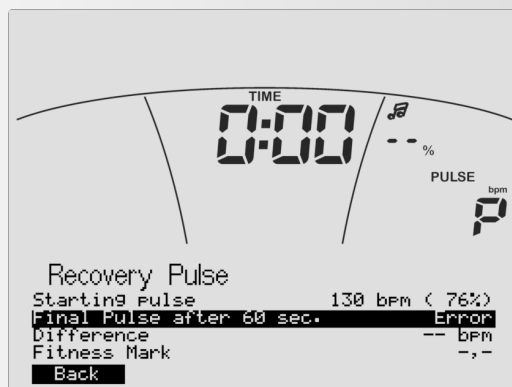 TIME
0:00
-- %
PULSE
bpm
P
Recovery Pulse
Starting pulse 130 bpm ( 76%)
Final Pulse after 60 sec. Error
Difference -- bpm
Fitness Mark -,-
Back